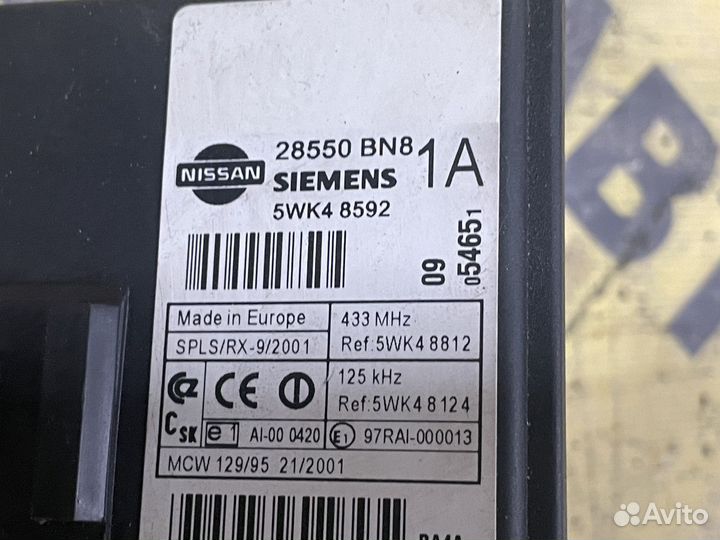 28550 BN8 1A
NISSAN
SIEMENS
5WK4 8592
09
054651
Made in Europe
433 MHz
SPLS/RX-9/2001
Ref:5WK4 8812
125 kHz
CE
Ref:5WK4 8124
CSK
e1
AI-00 0420
E1
97RAI-000013
MCW 129/95 21/2001
Avito